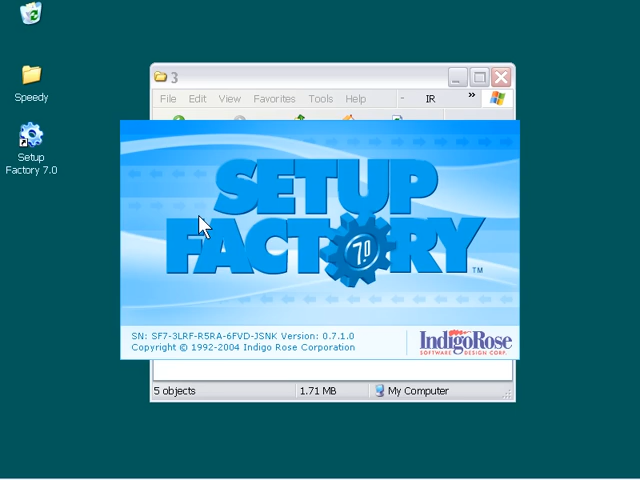 Speedy
Setup
Factory 7.0
3
File Edit View Favorites Tools Help - IR »
SETUP
FACTORY
7.0
TM
SN: SF7-3LRF-R5RA-6FVD-JSNK Version: 0.7.1.0
Copyright © 1992-2004 Indigo Rose Corporation
IndigoRose
SOFTWARE DESIGN CORP.
5 objects 1.71 MB My Computer